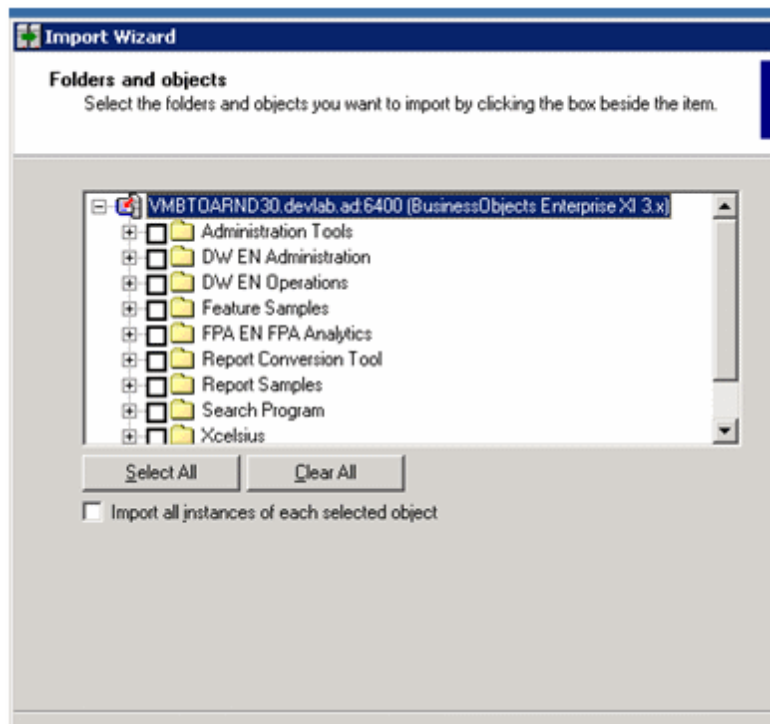 Import Wizard
Folders and objects
Select the folders and objects you want to import by clicking the box beside the item.
VMBTOARND30.devlab.ad:6400 (BusinessObjects Enterprise XI 3.x)
Administration Tools
DW EN Administration
DW EN Operations
Feature Samples
FPA EN FPA Analytics
Report Conversion Tool
Report Samples
Search Program
Xcelsius
Select All Clear All
Import all instances of each selected object